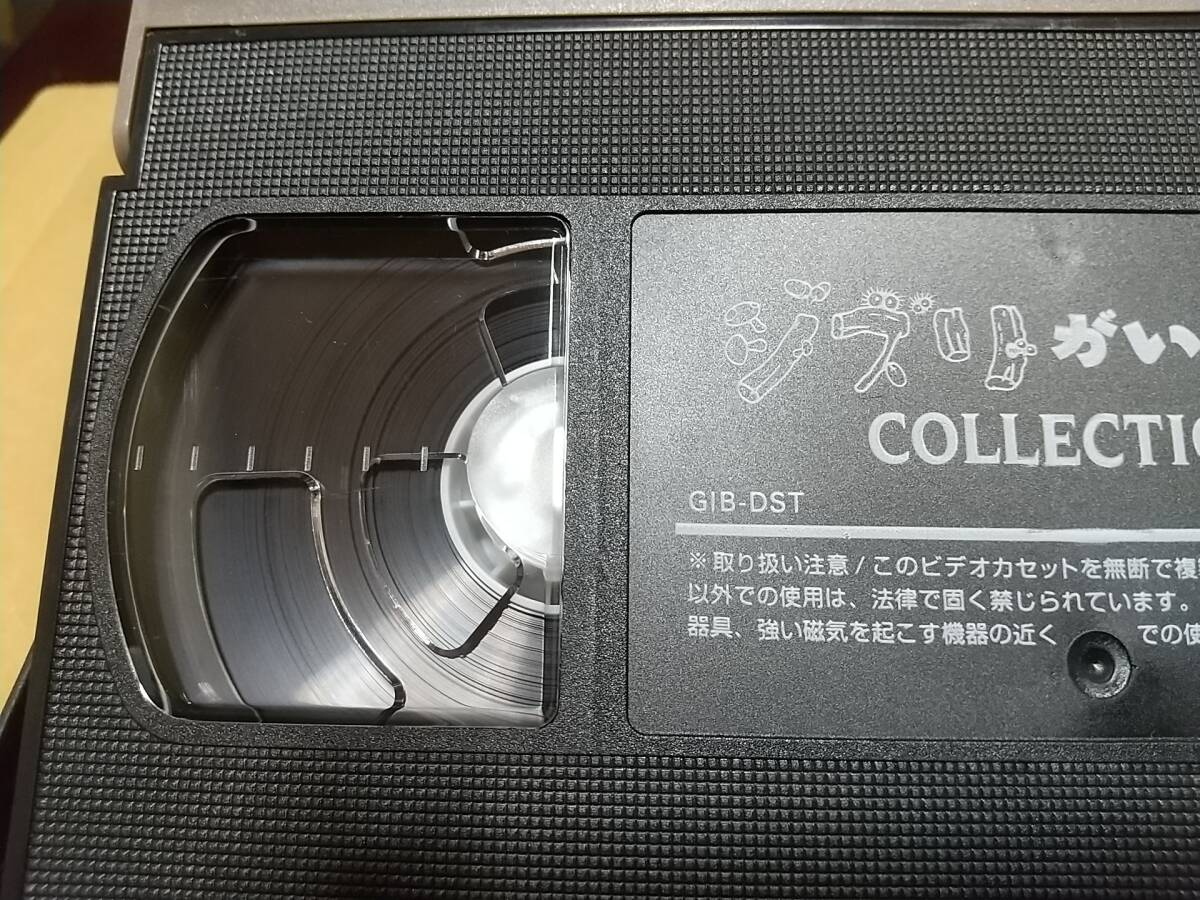 ジブリがい
COLLECTIO
GIB-DST
※取り扱い注意/このビデオカセットを無断で複
以外での使用は、法律で固く禁じられています。
器具、強い磁気を起こす機器の近く での使